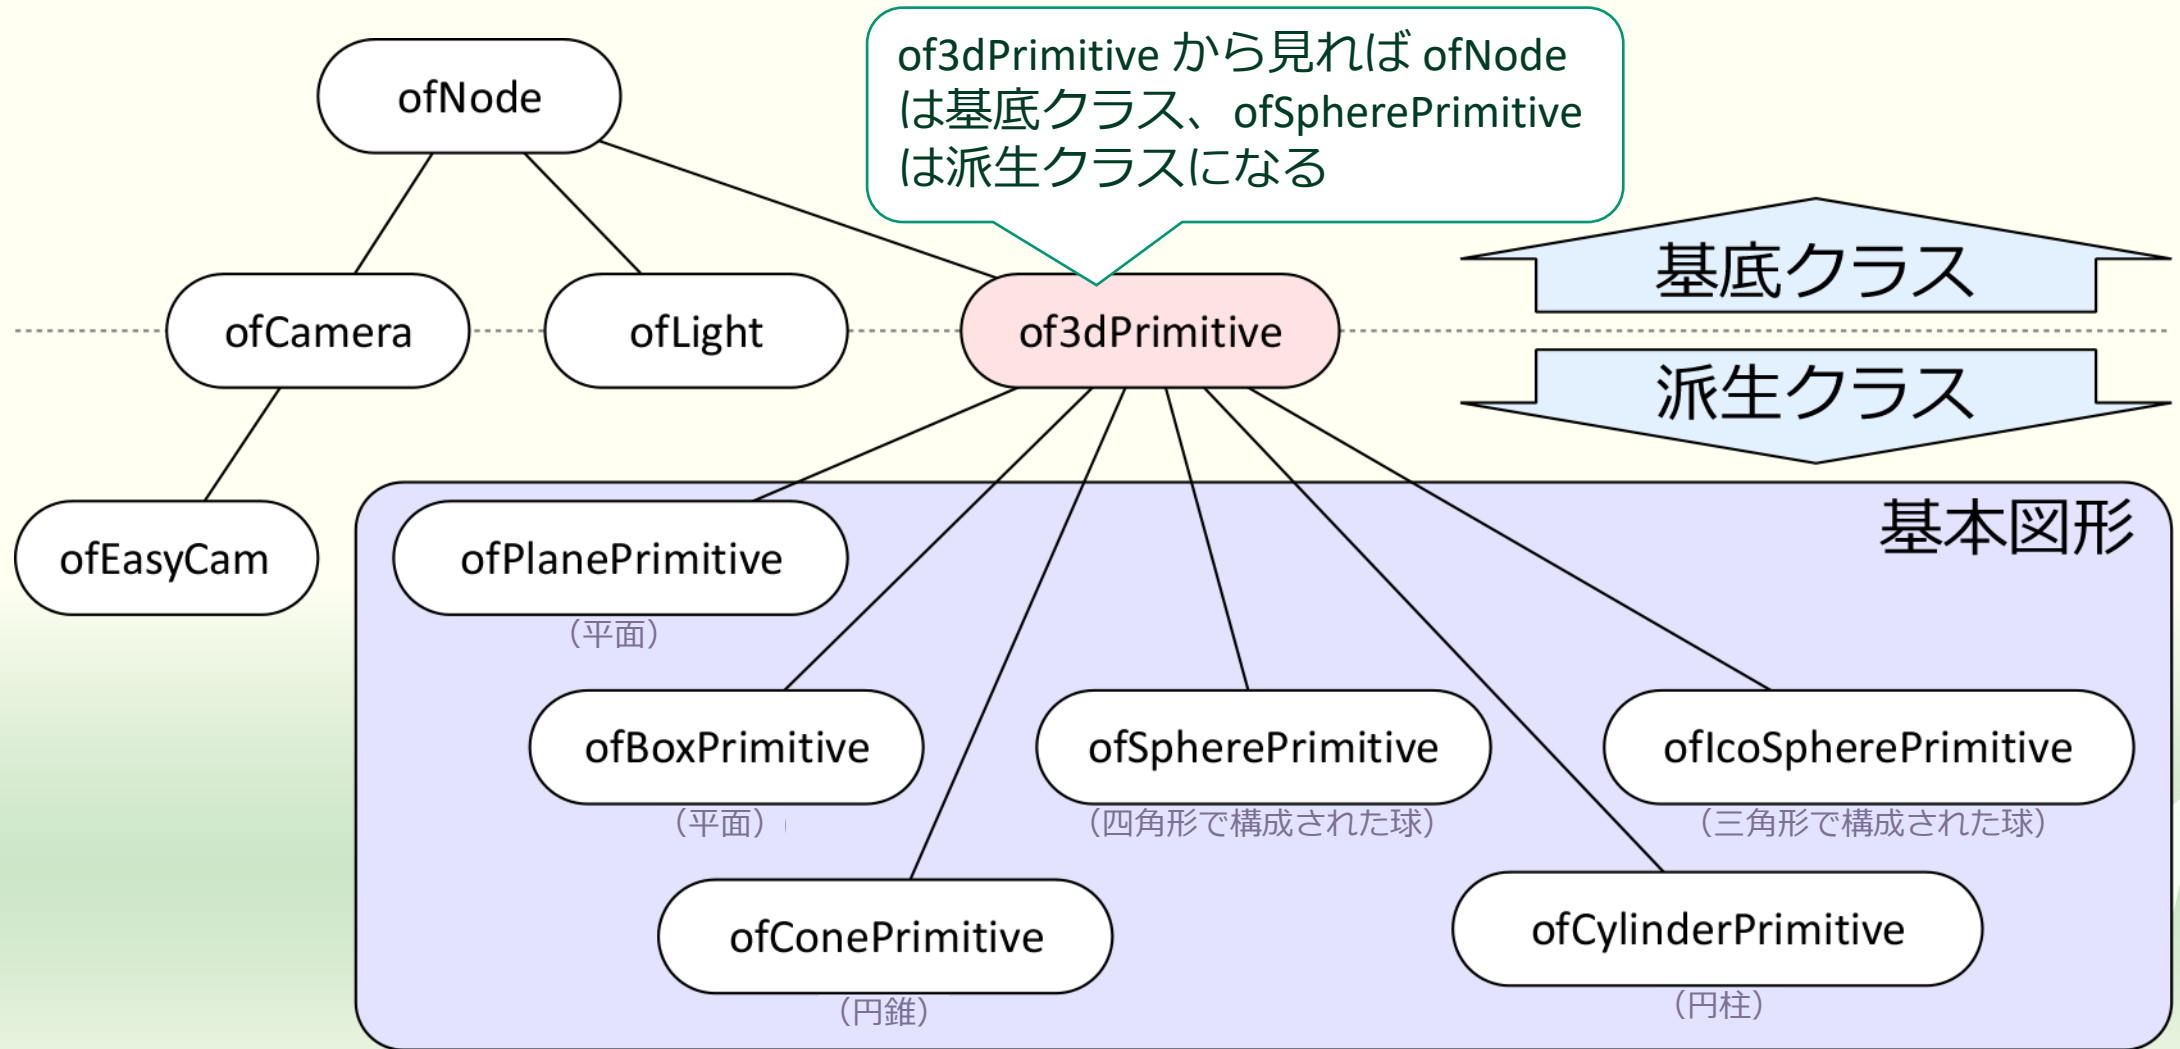 of3dPrimitive から見れば ofNode
は基底クラス、ofSpherePrimitive
は派生クラスになる
ofNode
基底クラス
ofCamera
ofLight
of3dPrimitive
派生クラス
基本図形
ofEasyCam
ofPlanePrimitive
（平面）
ofBoxPrimitive
（平面）
ofSpherePrimitive
（四角形で構成された球）
ofIcoSpherePrimitive
（三角形で構成された球）
ofConePrimitive
（円錐）
ofCylinderPrimitive
（円柱）